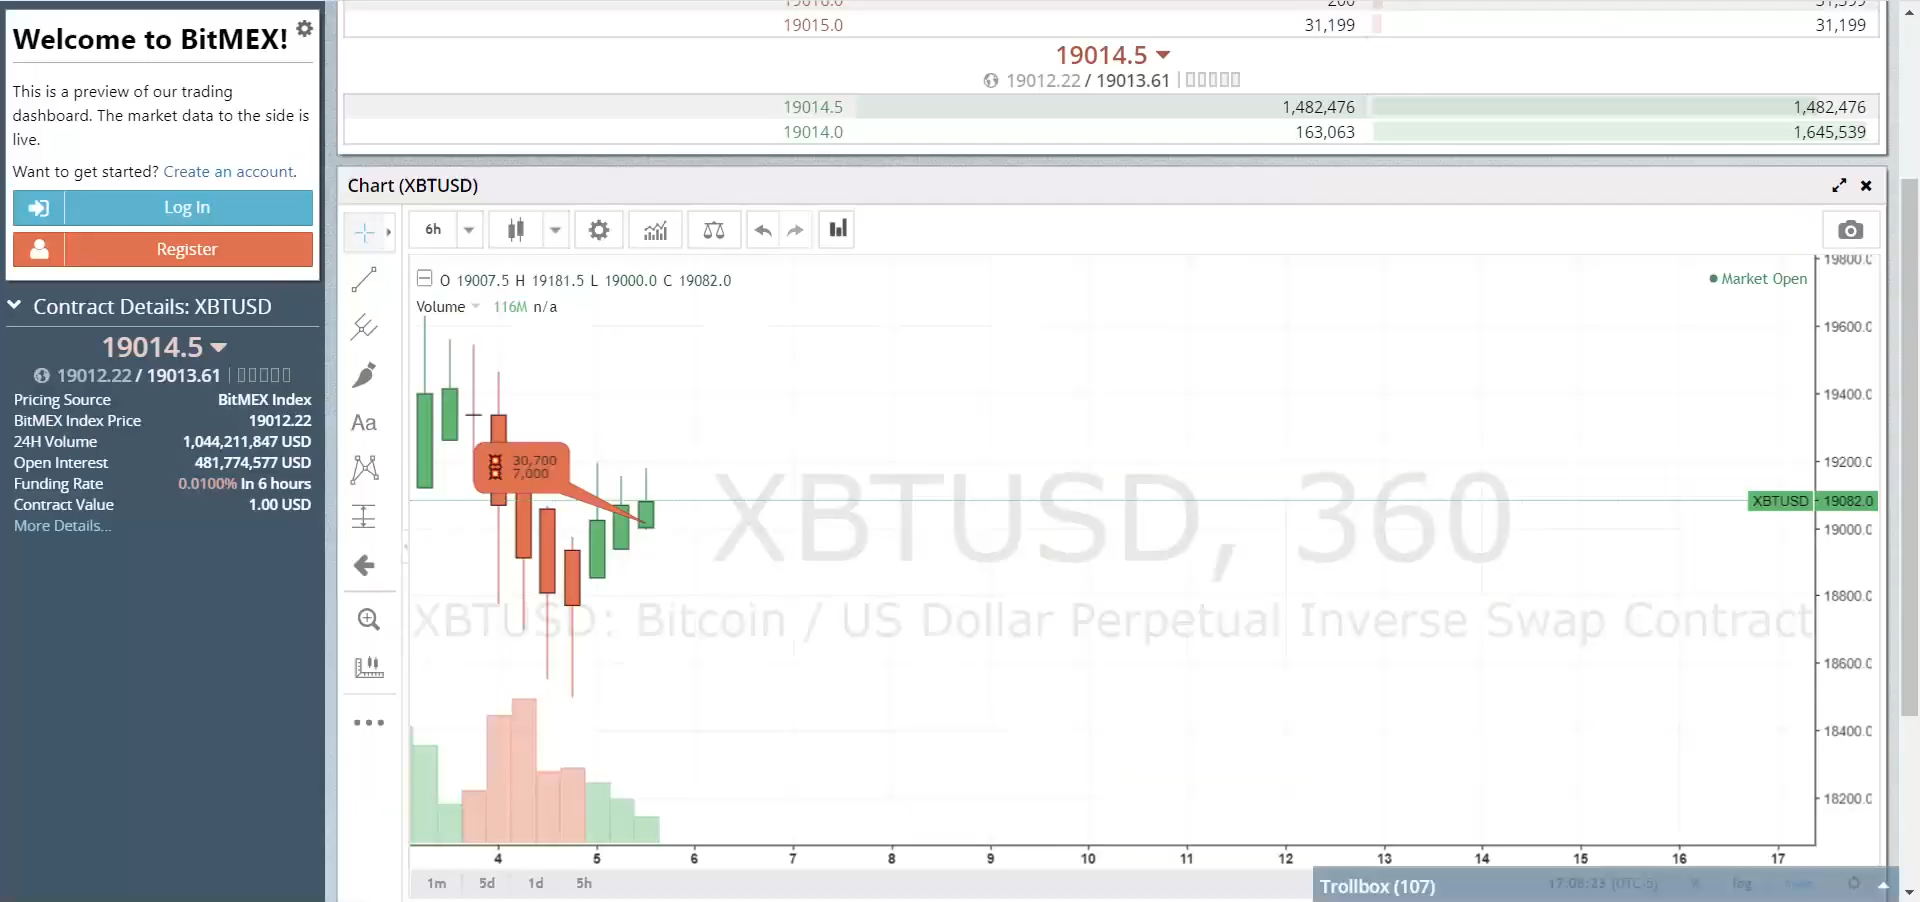 Welcome to BitMEX!
This is a preview of our trading
dashboard. The market data to the side is
live.
Want to get started? Create an account.
Log In
Register
Contract Details: XBTUSD
19014.5
19012.22 / 19013.61
Pricing Source BitMEX Index
BitMEX Index Price 19012.22
24H Volume 1,044,211,847 USD
Open Interest 481,774,577 USD
Funding Rate 0.0100% In 6 hours
Contract Value 1.00 USD
More Details...
19015.0 31,199 31,199
19014.5
19012.22 / 19013.61
19014.5 1,482,476 1,482,476
19014.0 163,063 1,645,539
Chart (XBTUSD)
6h
O 19007.5 H 19181.5 L 19000.0 C 19082.0
Market Open
Volume 116M n/a
Aa
30,700
7,000
XBTUSD, 360
XBTUSD: Bitcoin / US Dollar Perpetual Inverse Swap Contract
19600.0
19400.0
19200.0
XBTUSD 19082.0
19000.0
18800.0
18600.0
18400.0
18200.0
4 5 6 7 8 9 10 11 12 13 14 15 16 17
1m 5d 1d 5h
Trollbox (107)
log